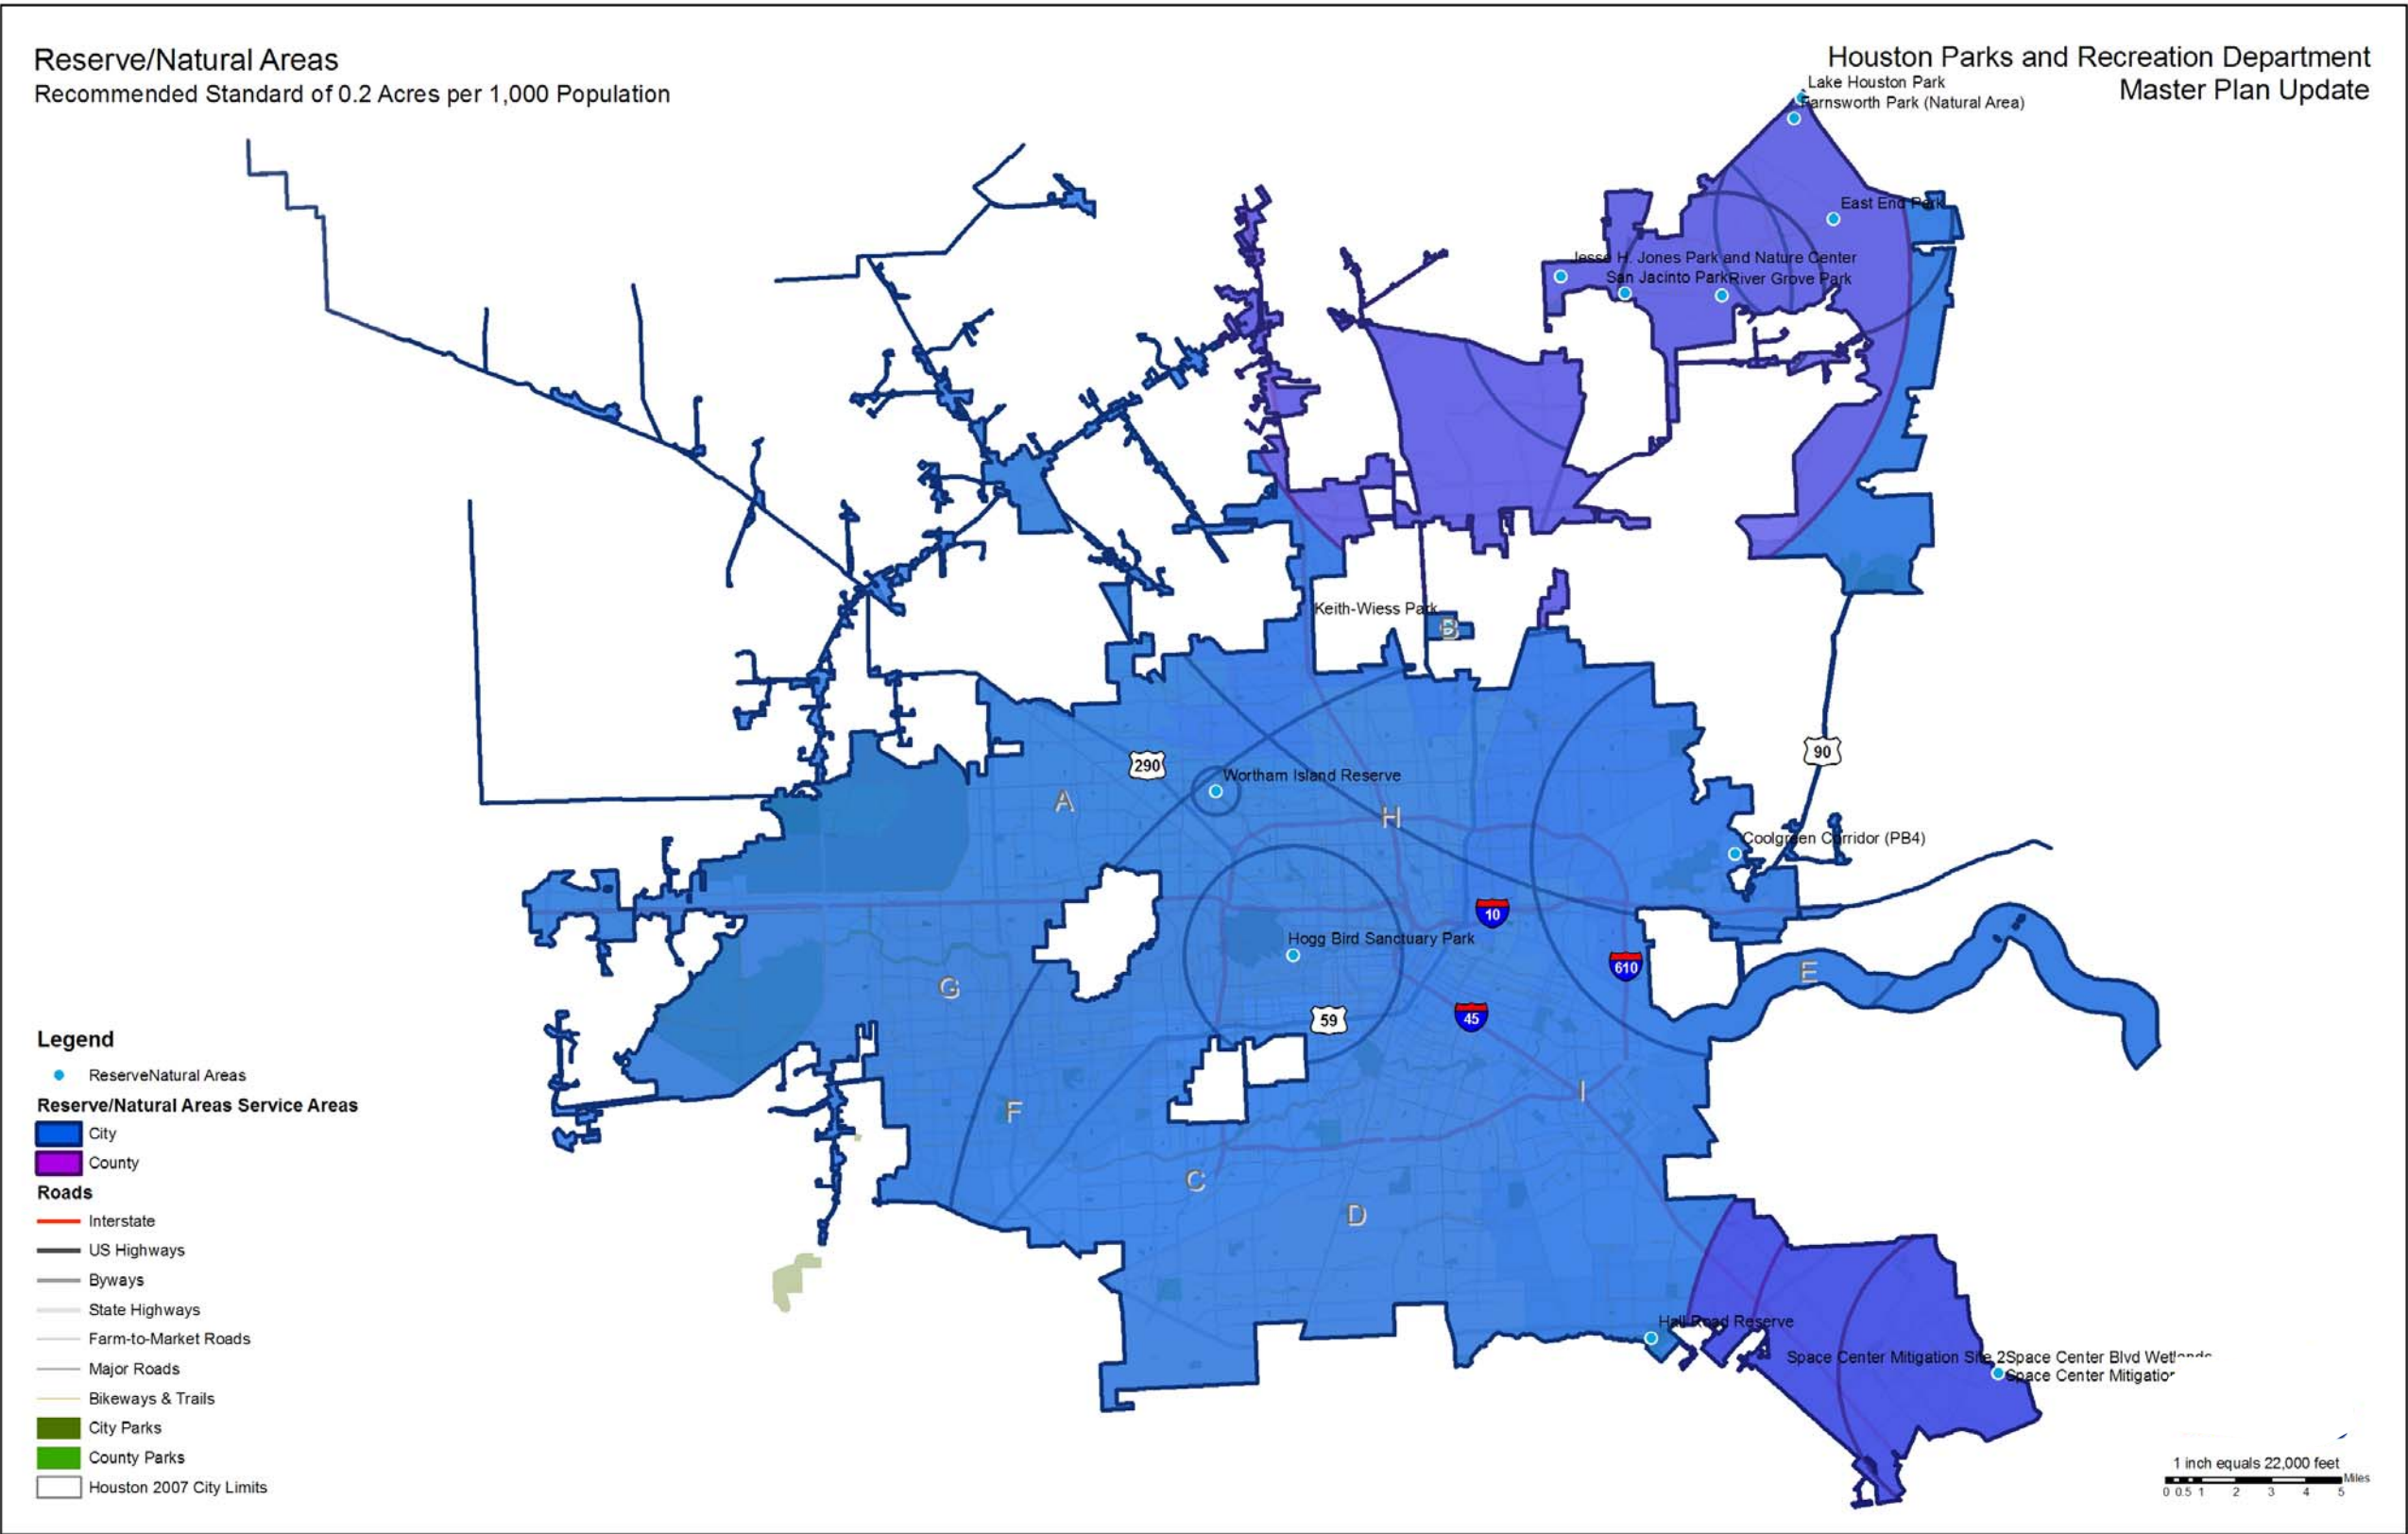 Reserve/Natural Areas
Recommended Standard of 0.2 Acres per 1,000 Population
Houston Parks and Recreation Department
Master Plan Update
Lake Houston Park
Farnsworth Park (Natural Area)
East End Park
Jesse H. Jones Park and Nature Center
San Jacinto Park River Grove Park
Keith-Wiess Park
B
290
90
Wortham Island Reserve
A
H
Coolgreen Corridor (PB4)
10
Hogg Bird Sanctuary Park
610
E
G
59
45
I
F
C
D
Hall Road Reserve
Space Center Mitigation Site 2 Space Center Blvd Wetlands
Space Center Mitigation
Legend
ReserveNatural Areas
Reserve/Natural Areas Service Areas
City
County
Roads
Interstate
US Highways
Byways
State Highways
Farm-to-Market Roads
Major Roads
Bikeways & Trails
City Parks
County Parks
Houston 2007 City Limits
1 inch equals 22,000 feet
Miles
0 0.5 1 2 3 4 5